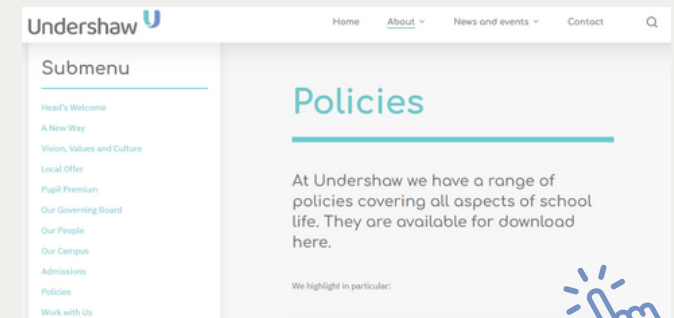 Undershaw
Home About News and events Contact
Submenu
Head's Welcome
A New Way
Vision, Values and Culture
Local Offer
Pupil Premium
Our Governing Board
Our People
Our Campus
Admissions
Policies
Work with Us
Policies
At Undershaw we have a range of
policies covering all aspects of school
life. They are available for download
here.
We highlight in particular: